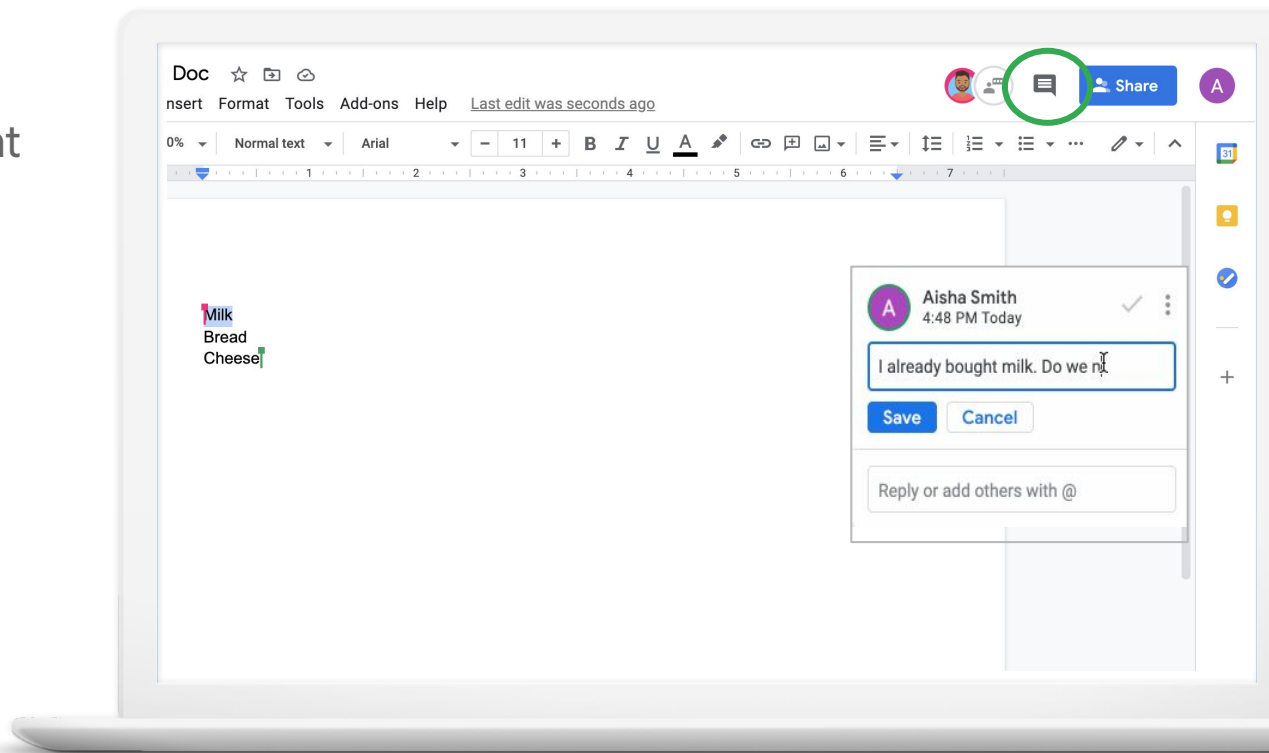 Doc
nsert Format Tools Add-ons Help Last edit was seconds ago
Share
A
nt
0% Normal text Arial - 11 + B I U A
31
1 2 3 4 5 6 7
Milk
Bread
Cheese
A
Aisha Smith
4:48 PM Today
I already bought milk. Do we n
Save Cancel
Reply or add others with @